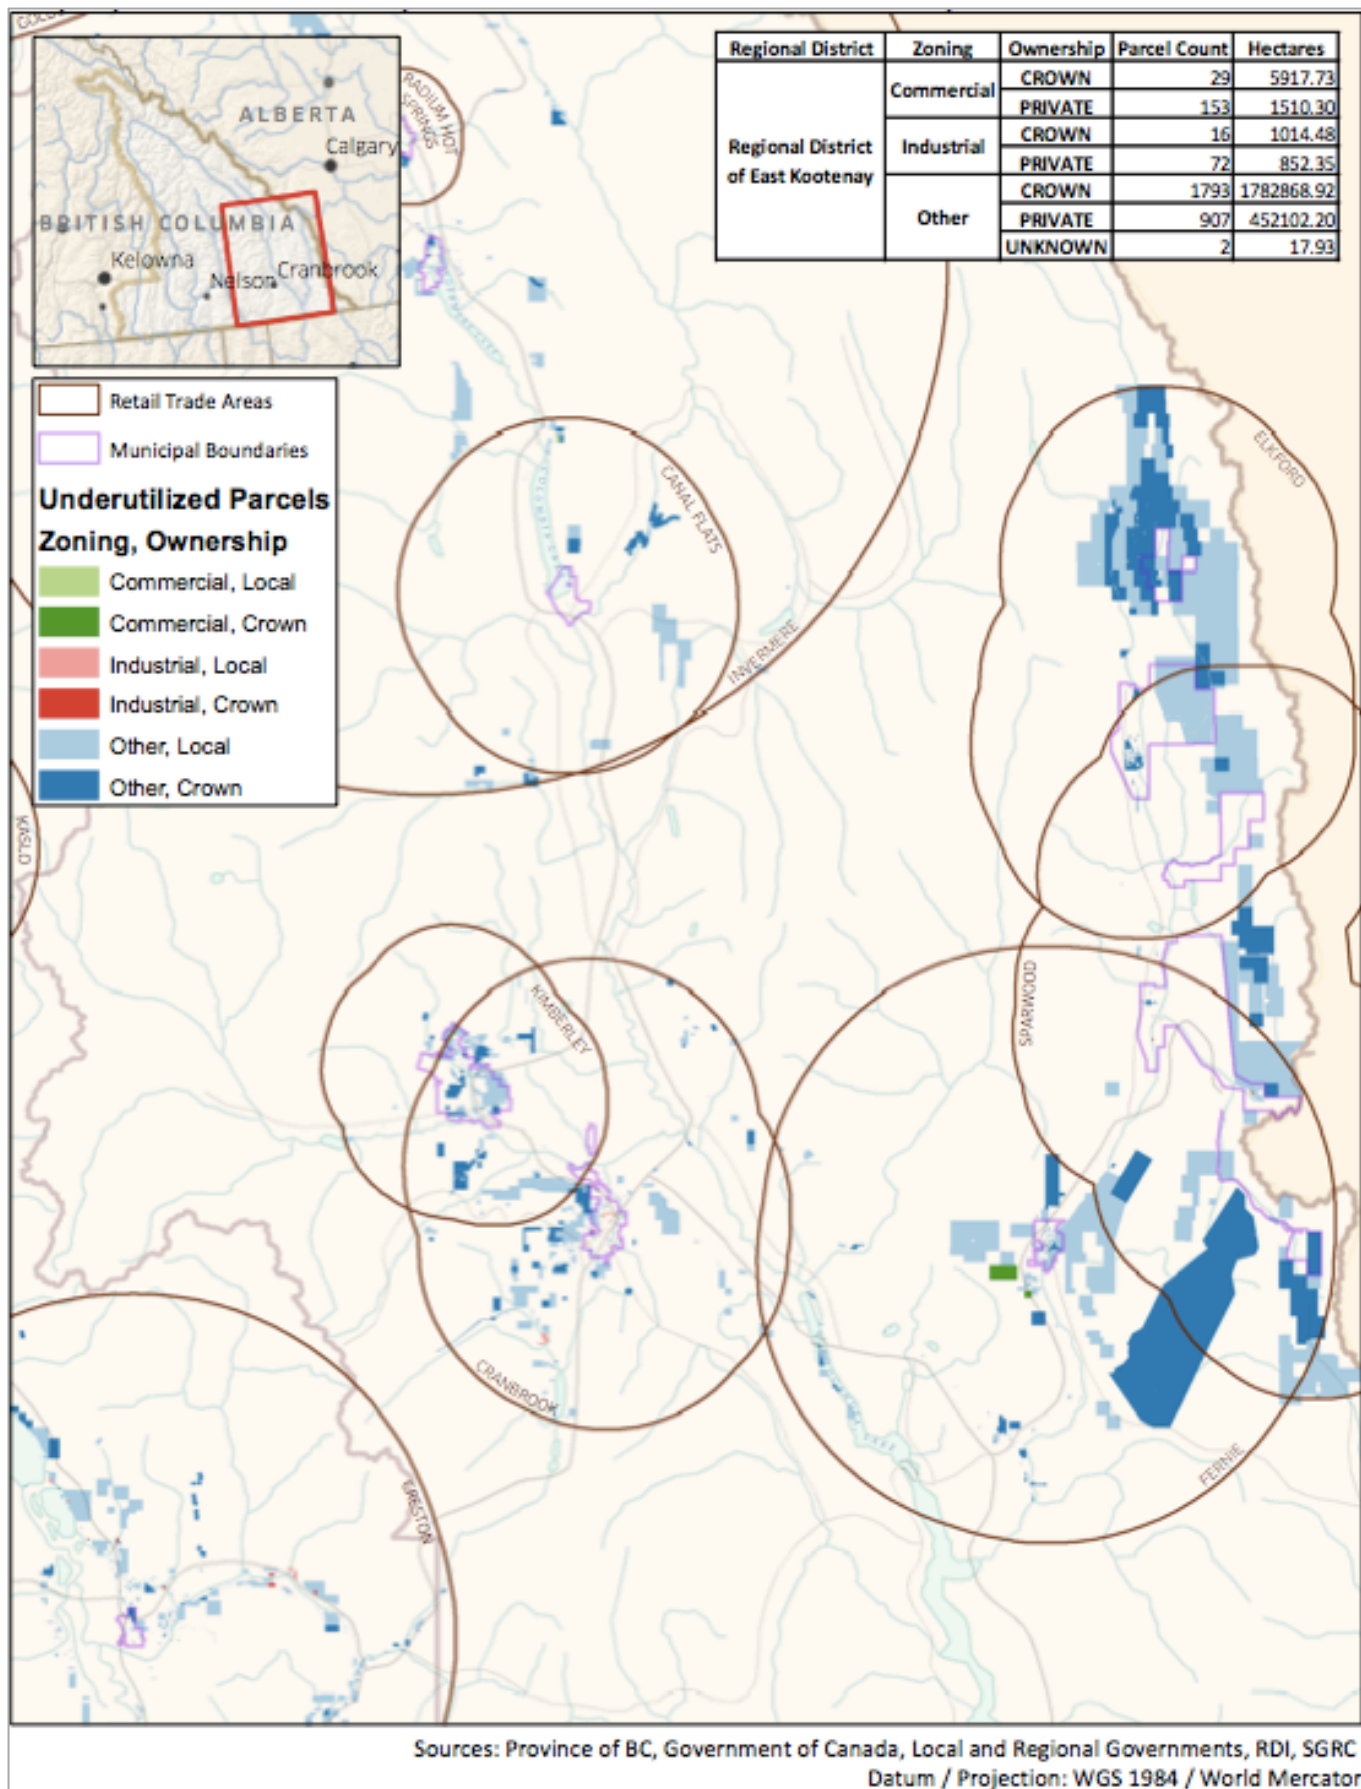 GOLD
RADIUM HOT
SPRINGS
ALBERTA
Calgary
BRITISH COLUMBIA
Kelowna
Nelson
Cranbrook
Regional District Zoning Ownership Parcel Count Hectares
Regional District
of East Kootenay
Commercial
CROWN 29 5917.73
PRIVATE 153 1510.30
Industrial
CROWN 16 1014.48
PRIVATE 72 852.35
Other
CROWN 1793 1782868.92
PRIVATE 907 452102.20
UNKNOWN 2 17.93
Retail Trade Areas
Municipal Boundaries
Underutilized Parcels
Zoning, Ownership
Commercial, Local
Commercial, Crown
Industrial, Local
Industrial, Crown
Other, Local
Other, Crown
ELKFORD
CANAL FLATS
INVERMERE
KASLO
KIMBERLEY
SPARWOOD
CRANBROOK
FERNIE
RESTON
Sources: Province of BC, Government of Canada, Local and Regional Governments, RDI, SGRC
Datum / Projection: WGS 1984 / World Mercator